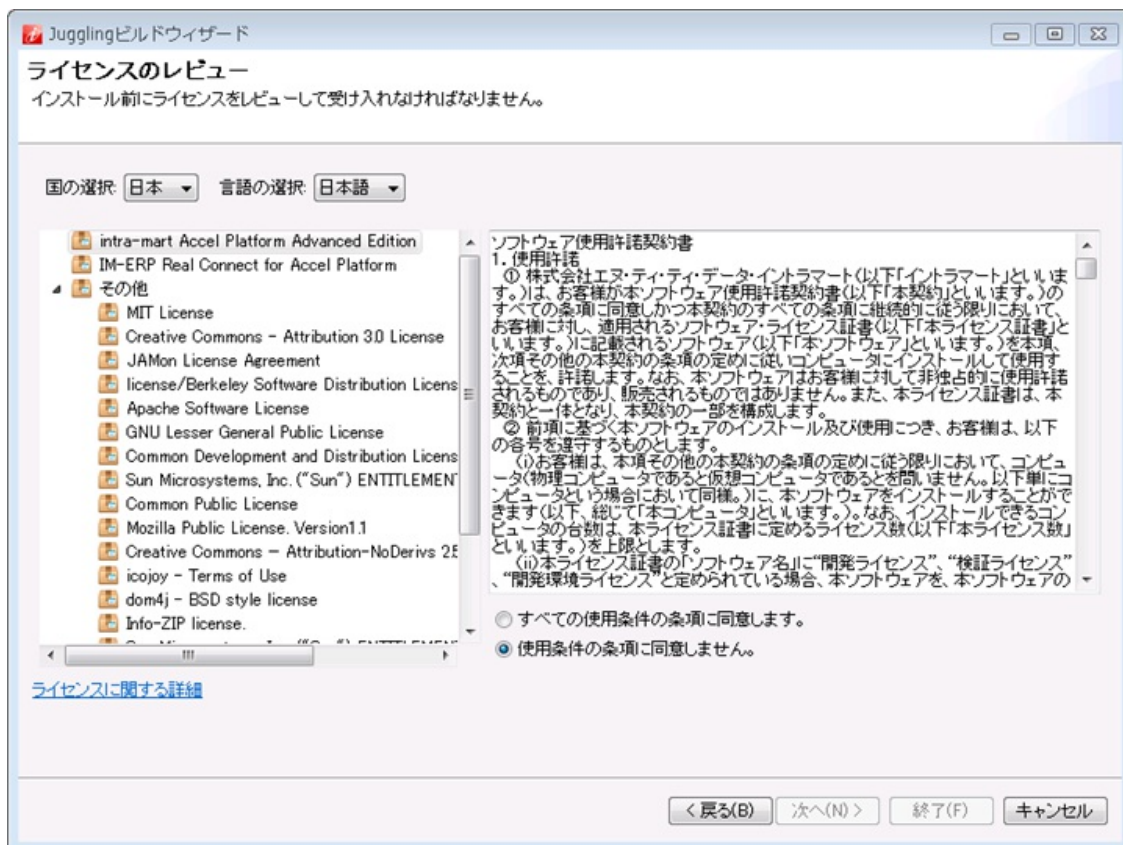 Jugglingビルドウィザード
ライセンスのレビュー
インストール前にライセンスをレビューして受け入れなければなりません。
国の選択: 日本 言語の選択: 日本語
intra-mart Accel Platform Advanced Edition
IM-ERP Real Connect for Accel Platform
その他
MIT License
Creative Commons - Attribution 3.0 License
JAMon License Agreement
license/Berkeley Software Distribution Licens
Apache Software License
GNU Lesser General Public License
Common Development and Distribution Licens
Sun Microsystems, Inc. ("Sun") ENTITLEMEN
Common Public License
Mozilla Public License. Version1.1
Creative Commons — Attribution-NoDerivs 2.5
icojoy - Terms of Use
dom4j - BSD style license
Info-ZIP license.
ソフトウェア使用許諾契約書
1. 使用許諾
① 株式会社エヌ・ティ・ティ・データ・イントラマート(以下「イントラマート」といいま
す。)は、お客様が本ソフトウェア使用許諾契約書(以下「本契約」といいます。)の
すべての条項に同意しかつ本契約のすべての条項に継続的に従う限りにおいて、
お客様に対し、適用されるソフトウェア・ライセンス証書(以下「本ライセンス証書」と
いいます。)に記載されるソフトウェア(以下「本ソフトウェア」といいます。)を本項、
次項その他の本契約の条項の定めに従いコンピュータにインストールして使用す
ることを、許諾します。なお、本ソフトウェアはお客様に対して非独占的に使用許諾
されるものであり、販売されるものではありません。また、本ライセンス証書は、本
契約と一体となり、本契約の一部を構成します。
② 前項に基づく本ソフトウェアのインストール及び使用につき、お客様は、以下
の各号を遵守するものとします。
(i)お客様は、本項その他の本契約の条項の定めに従う限りにおいて、コンピュ
ータ(物理コンピュータであると仮想コンピュータであるとを問いません。以下単にコ
ンピュータという場合において同様。)に、本ソフトウェアをインストールすることがで
きます(以下、総じて「本コンピュータ」といいます。)。なお、インストールできるコン
ピュータの台数は、本ライセンス証書に定めるライセンス数(以下「本ライセンス数」
といいます。)を上限とします。
(ii)本ライセンス証書の「ソフトウェア名」に“開発ライセンス”、“検証ライセンス”
、“開発環境ライセンス”と定められている場合、本ソフトウェアを、本ソフトウェアの
すべての使用条件の条項に同意します。
使用条件の条項に同意しません。
ライセンスに関する詳細
< 戻る(B) 次へ(N) > 終了(F) キャンセル